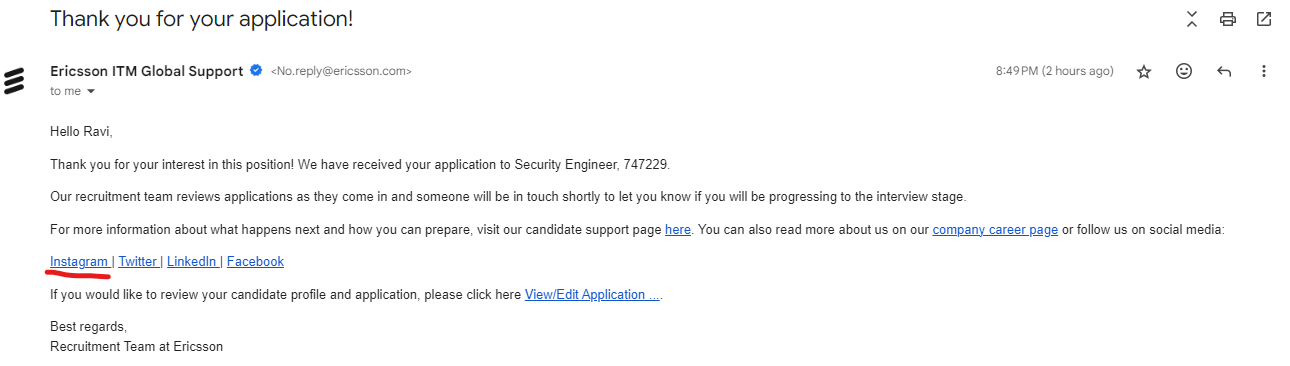 Thank you for your application!
Ericsson ITM Global Support <No.reply@ericsson.com> 8:49 PM (2 hours ago)
to me
Hello Ravi,
Thank you for your interest in this position! We have received your application to Security Engineer, 747229.
Our recruitment team reviews applications as they come in and someone will be in touch shortly to let you know if you will be progressing to the interview stage.
For more information about what happens next and how you can prepare, visit our candidate support page here. You can also read more about us on our company career page or follow us on social media:
Instagram | Twitter | LinkedIn | Facebook
If you would like to review your candidate profile and application, please click here View/Edit Application ....
Best regards,
Recruitment Team at Ericsson